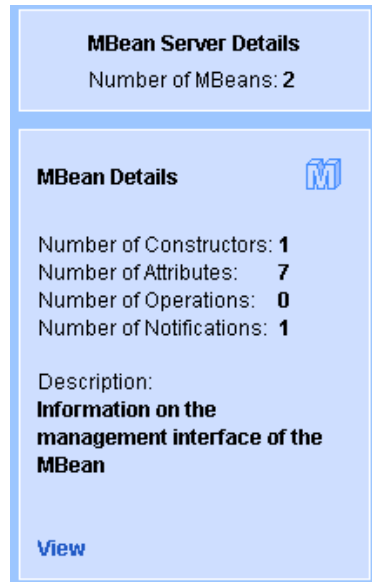 MBean Server Details
Number of MBeans: 2
MBean Details
M
Number of Constructors: 1
Number of Attributes: 7
Number of Operations: 0
Number of Notifications: 1
Description:
Information on the
management interface of the
MBean
View